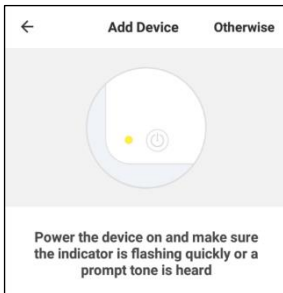 Add Device Otherwise
Power the device on and make sure
the indicator is flashing quickly or a
prompt tone is heard